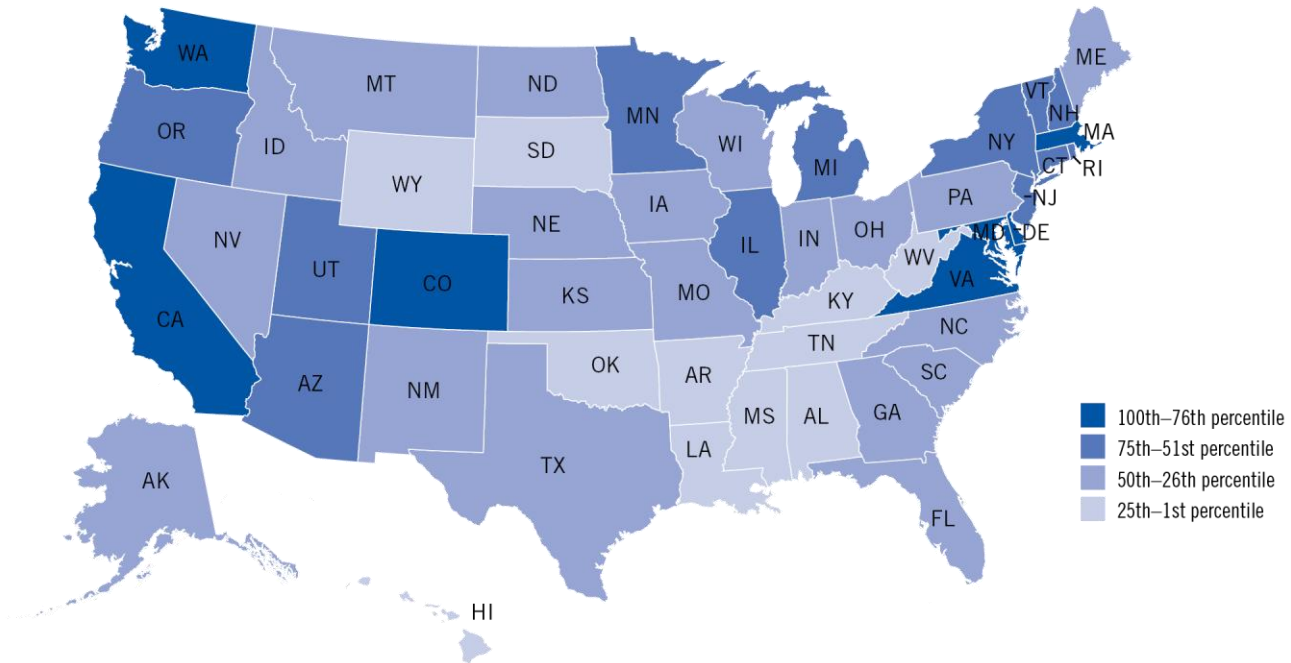 WA
MT
ND
MN
ME
VT
NH
OR
ID
SD
WI
NY
MA
WY
MI
CT
RI
NE
IA
PA
NJ
NV
UT
CO
IL
IN
OH
MD
DE
WV
VA
CA
KS
MO
KY
NC
AZ
NM
OK
AR
TN
SC
MS
AL
GA
LA
TX
FL
AK
HI
100th–76th percentile
75th–51st percentile
50th–26th percentile
25th–1st percentile